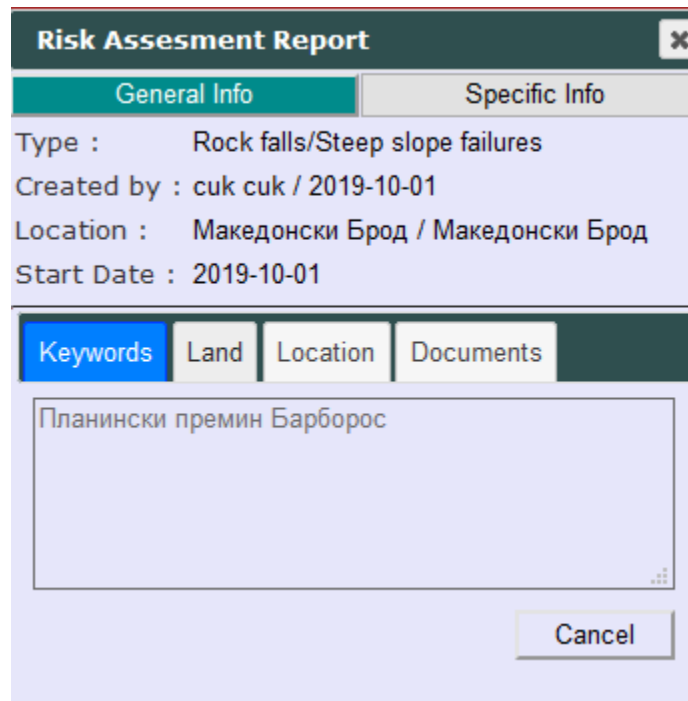 Risk Assesment Report
General Info Specific Info
Type : Rock falls/Steep slope failures
Created by : cuk cuk / 2019-10-01
Location : Македонски Брод / Македонски Брод
Start Date : 2019-10-01
Keywords Land Location Documents
Планински премин Барборос
Cancel